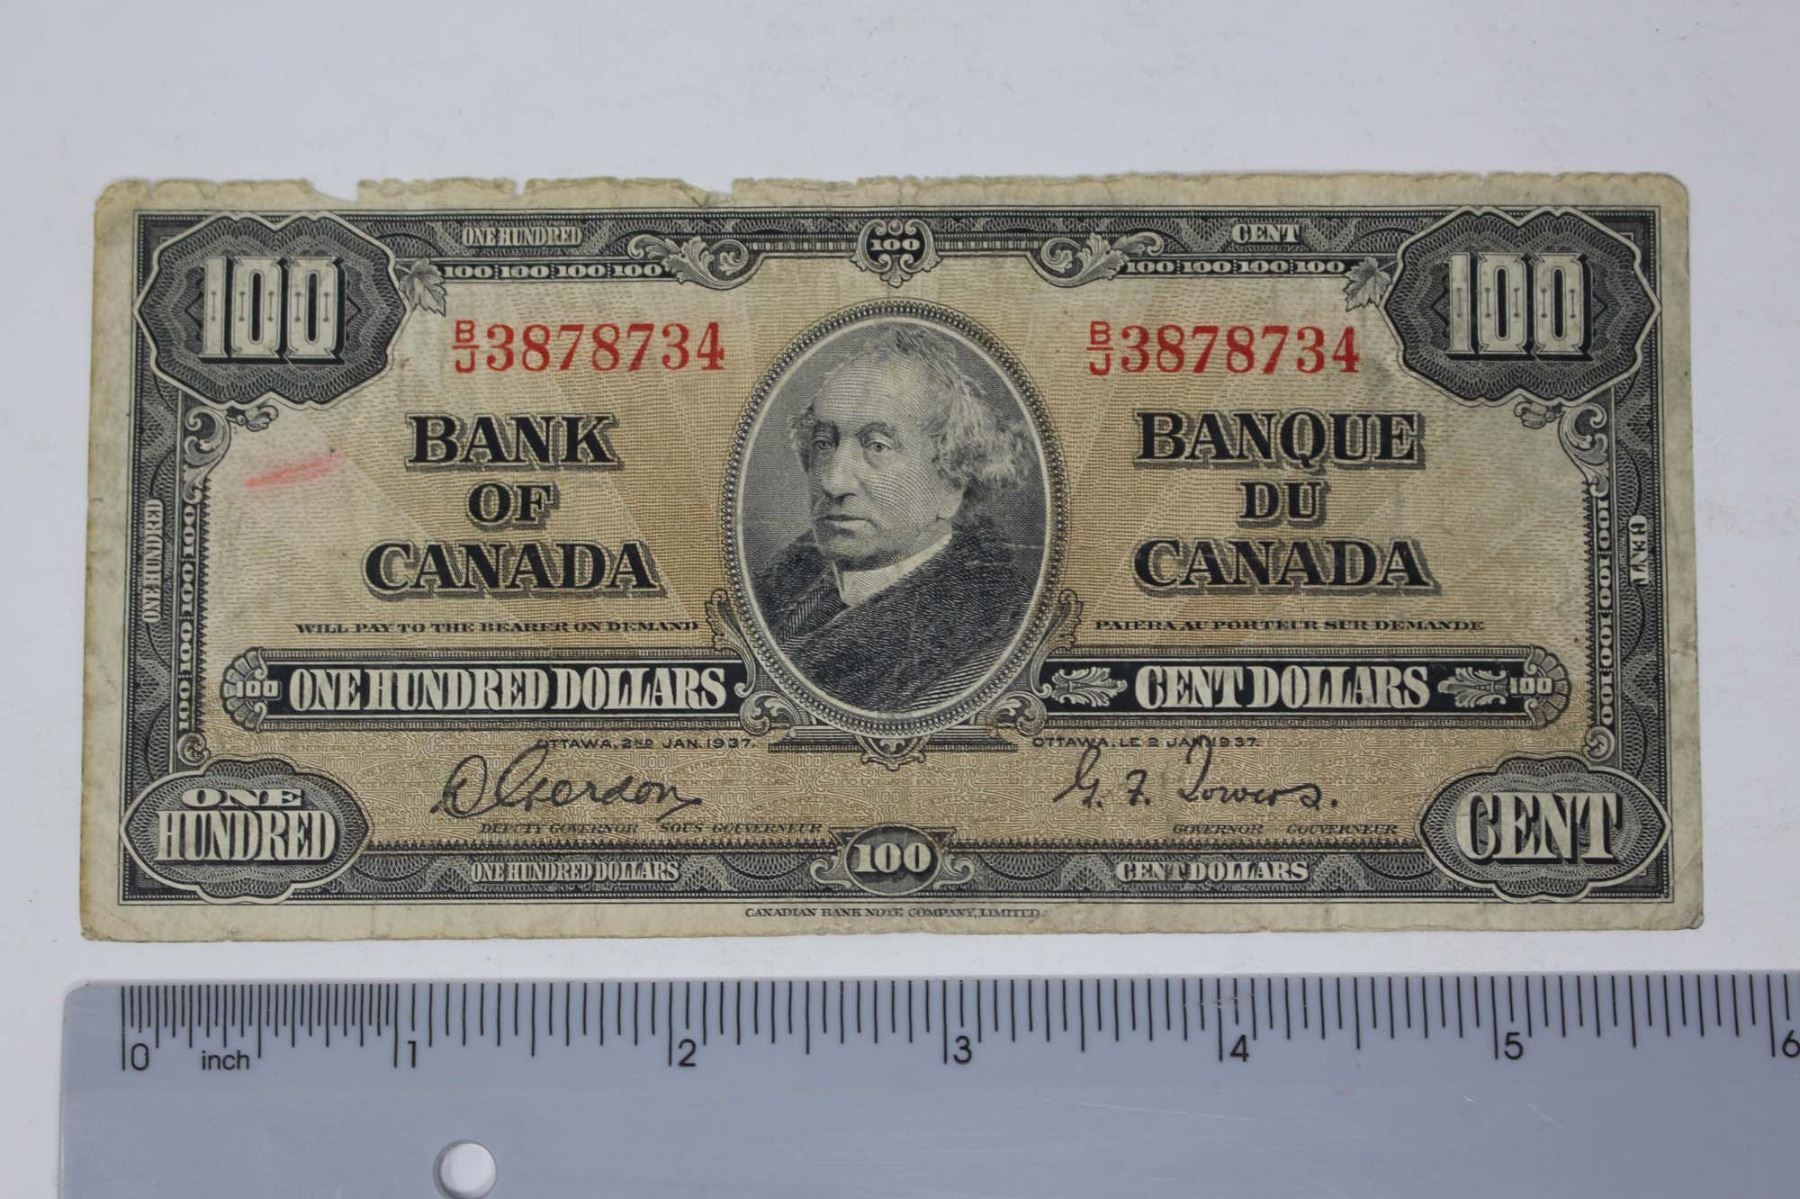 ONE HUNDRED CENT
100 100 100 100 100 100 100 100 100
100 100
B/J 3878734 B/J 3878734
BANK BANQUE
OF DU
CANADA CANADA
ONE HUNDRED
100 100 100 100
CENT
100 100 100 100
WILL PAY TO THE BEARER ON DEMAND PAIERA AU PORTEUR SUR DEMANDE
100 ONE HUNDRED DOLLARS CENT DOLLARS 100
OTTAWA, 2ND JAN. 1937. OTTAWA, LE 2 JAN. 1937.
D Gordon G. F. Towers.
DEPUTY GOVERNOR SOUS-GOUVERNEUR GOVERNOR GOUVERNEUR
ONE
HUNDRED
CENT
ONE HUNDRED DOLLARS 100 CENT DOLLARS
CANADIAN BANK NOTE COMPANY, LIMITED.
0 inch 1 2 3 4 5 6